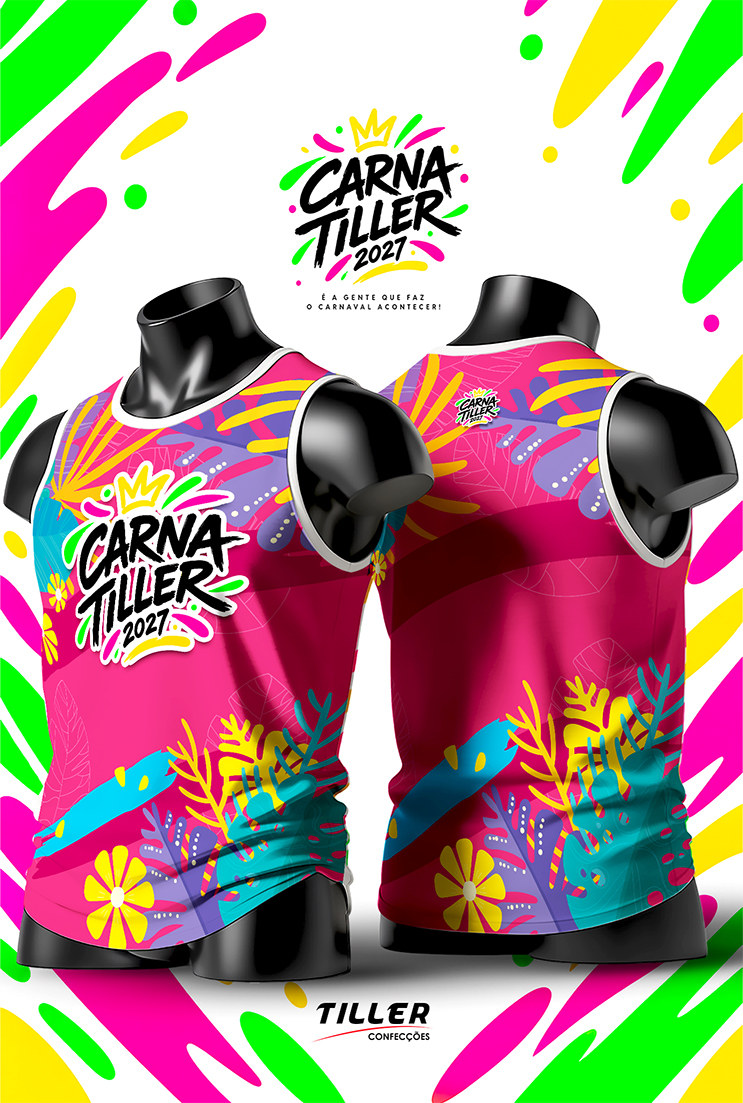 CARNA
TILLER
2027
É A GENTE QUE FAZ
O CARNAVAL ACONTECER!
CARNA
TILLER
2027
CARNA
TILLER
2027
TILLER
CONFECÇÕES